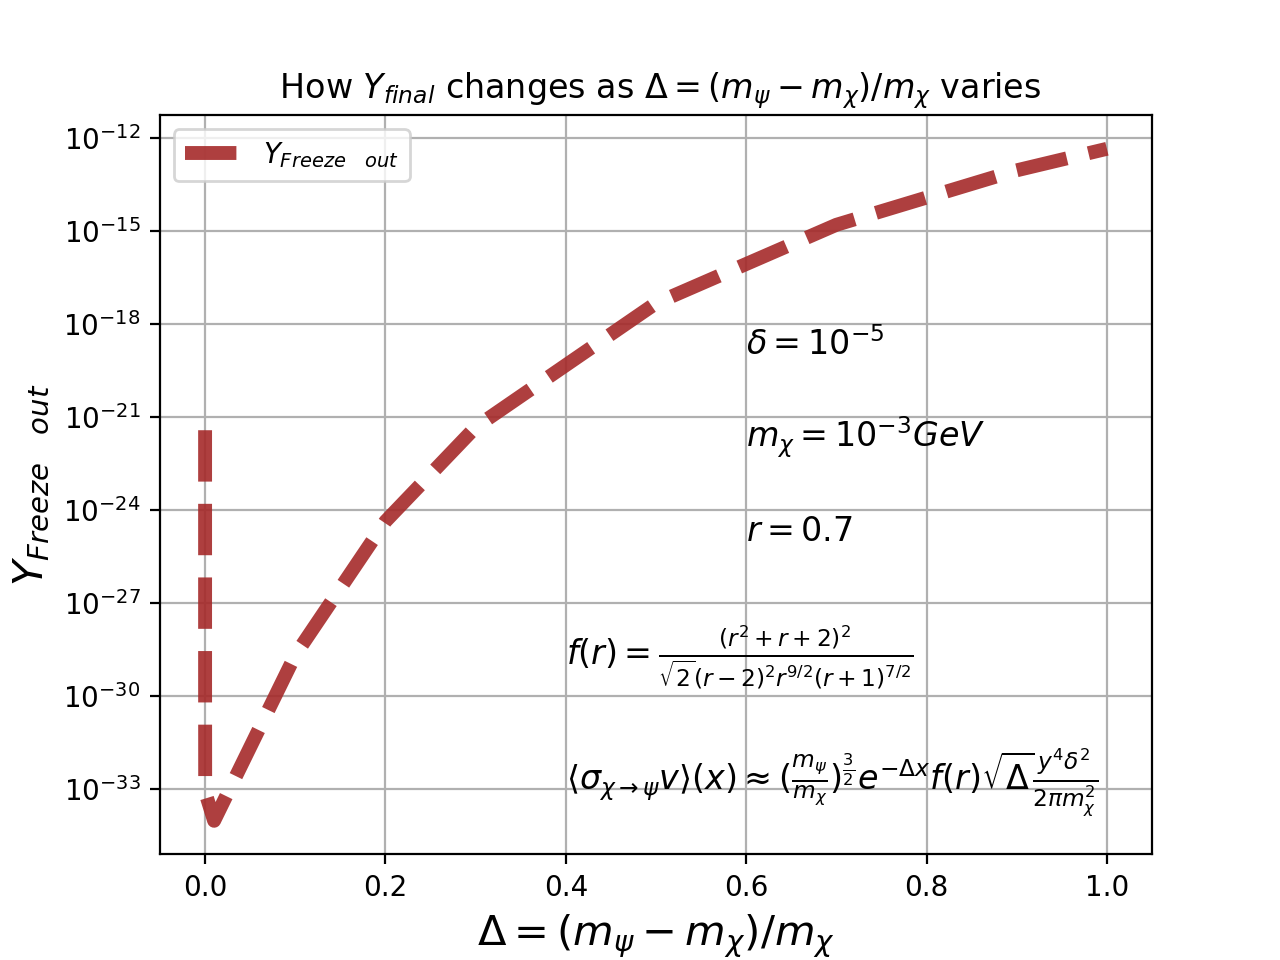 How $Y_{final}$ changes as $\Delta = (m_\psi - m_\chi)/m_\chi$ varies
$Y_{Freeze \quad out}$
$10^{-12}$
$10^{-15}$
$10^{-18}$
$10^{-21}$
$10^{-24}$
$10^{-27}$
$10^{-30}$
$10^{-33}$
$Y_{Freeze \quad out}$
$\delta = 10^{-5}$
$m_\chi = 10^{-3} GeV$
$r = 0.7$
$f(r) = \frac{(r^2 + r + 2)^2}{\sqrt{2}(r - 2)^2 r^{9/2} (r + 1)^{7/2}}$
$\langle \sigma_{\chi \rightarrow \psi} v \rangle (x) \approx (\frac{m_\psi}{m_\chi})^{\frac{3}{2}} e^{-\Delta x} f(r) \sqrt{\Delta} \frac{y^4 \delta^2}{2 \pi m_\chi^2}$
0.0 0.2 0.4 0.6 0.8 1.0
$\Delta = (m_\psi - m_\chi)/m_\chi$